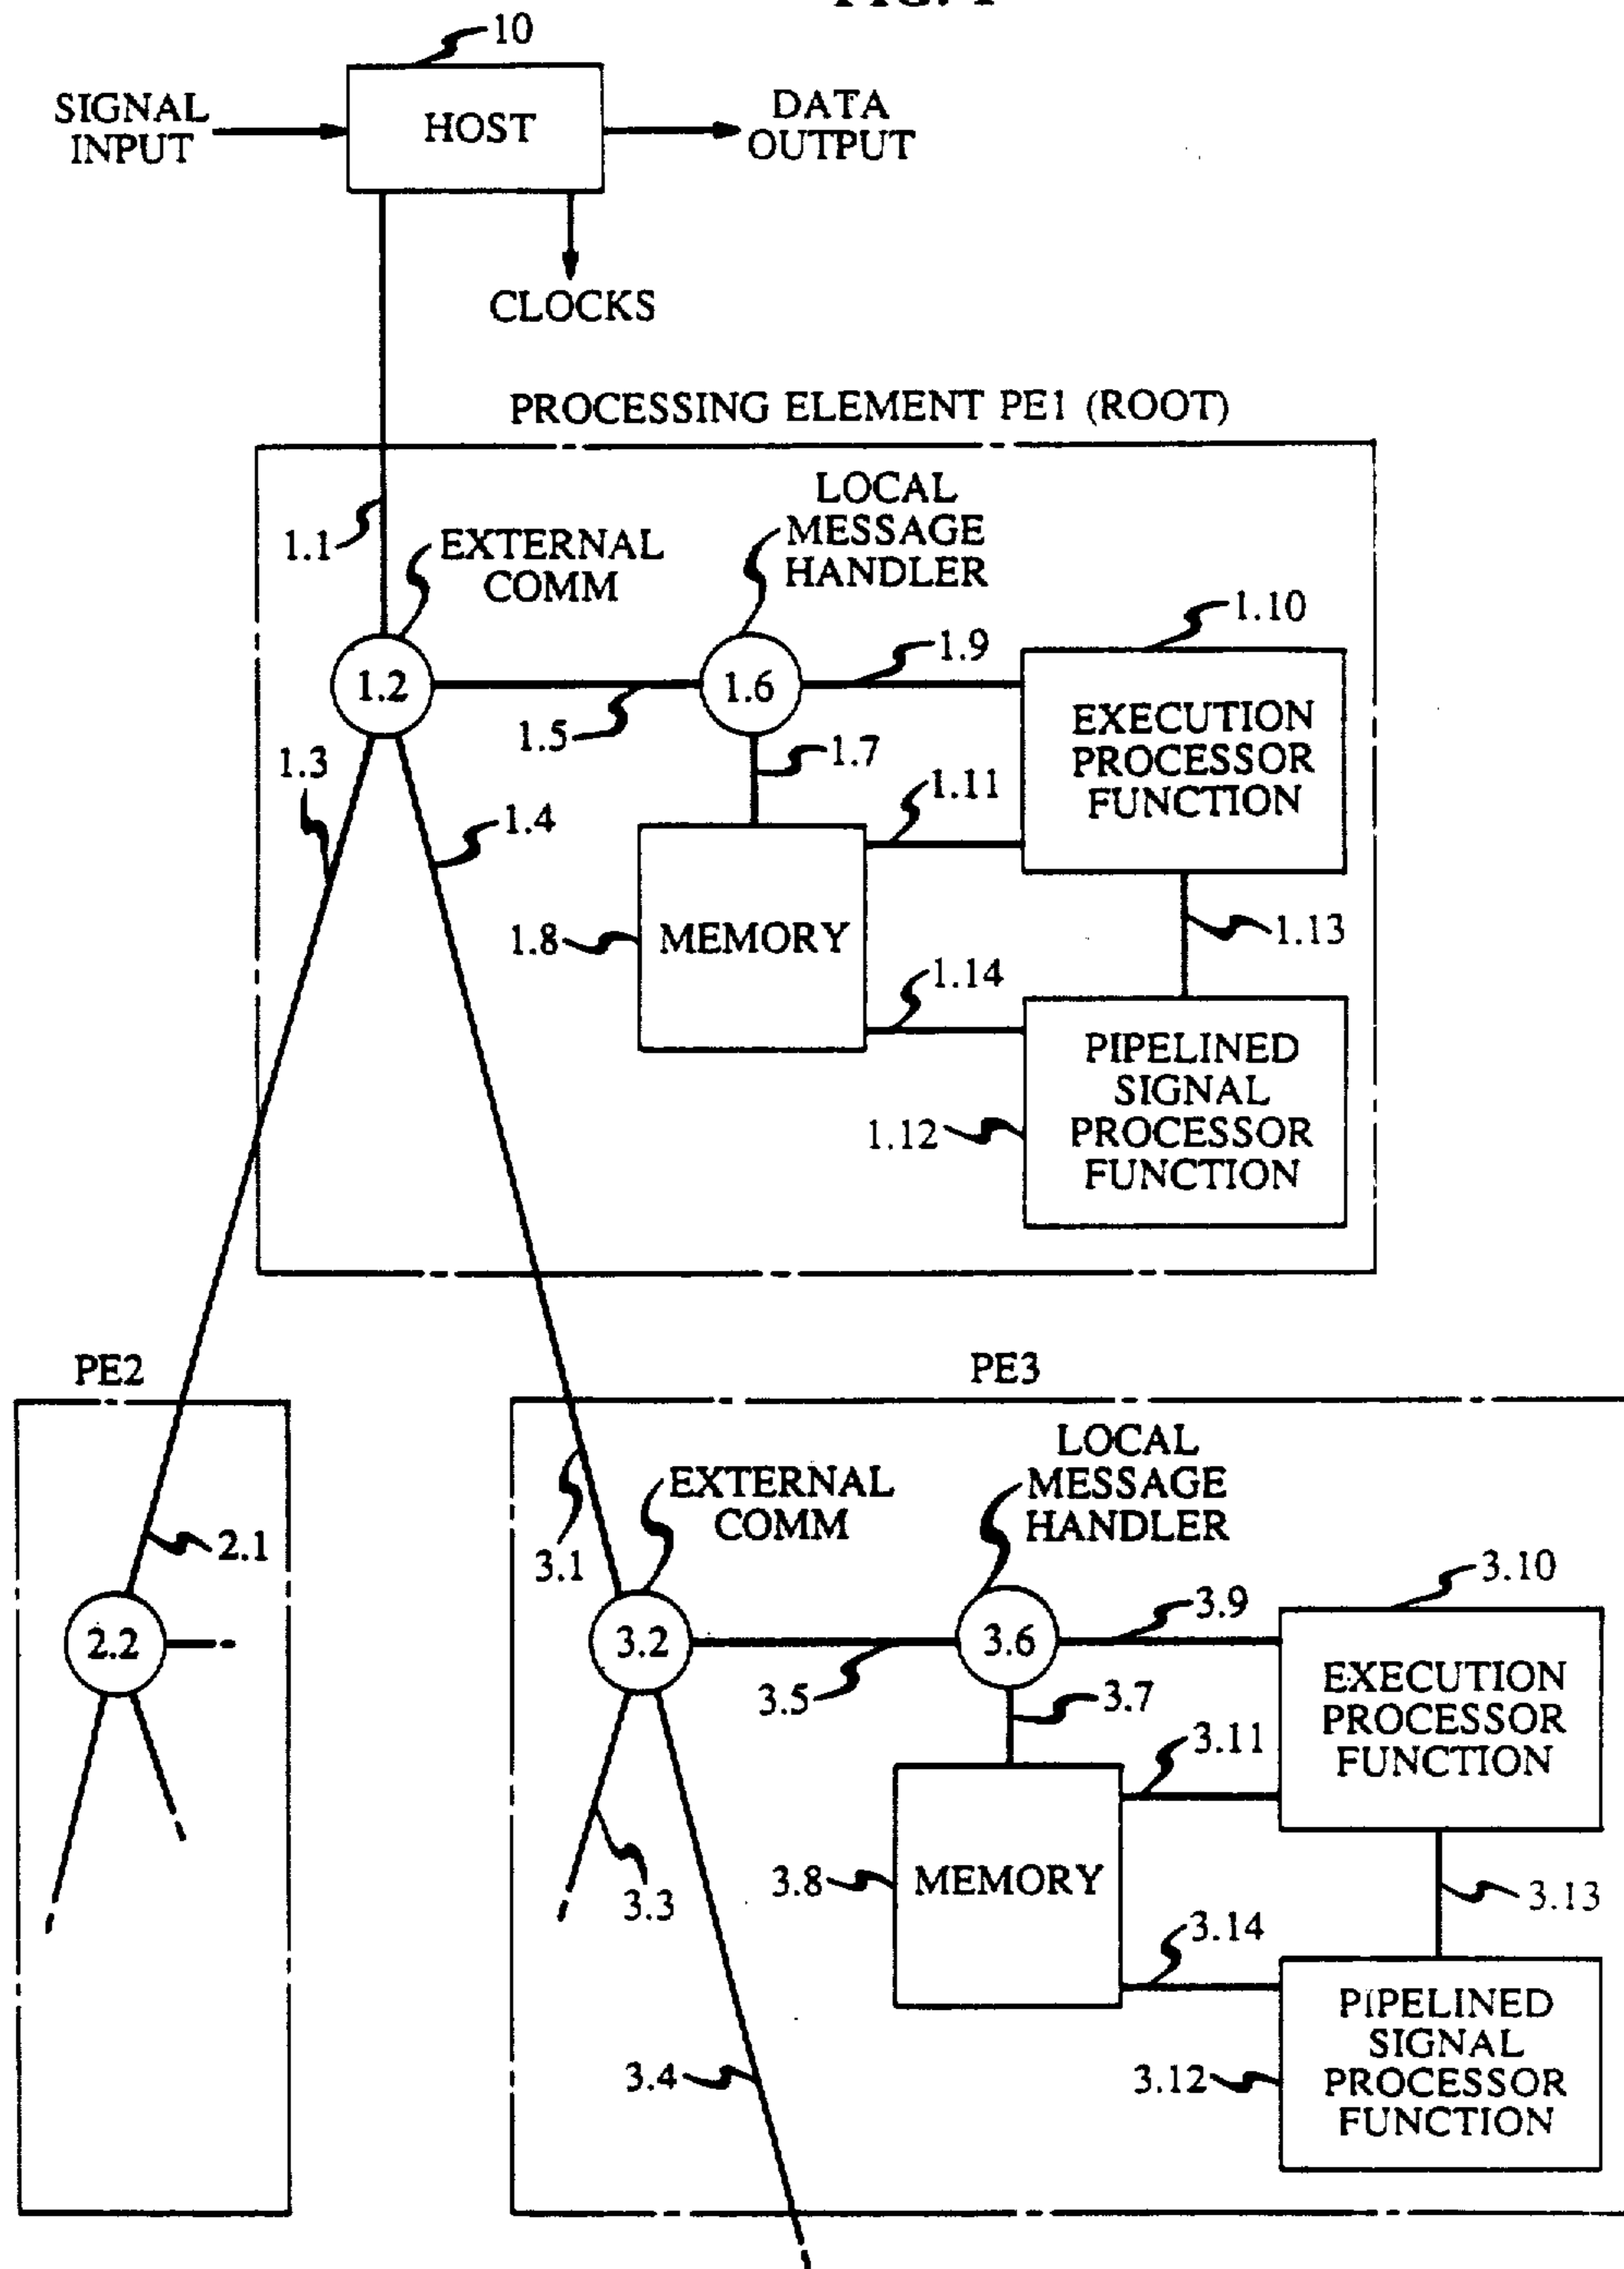 FIG. 1
10
SIGNAL
INPUT
HOST
DATA
OUTPUT
CLOCKS
PROCESSING ELEMENT PE1 (ROOT)
LOCAL
MESSAGE
HANDLER
1.1
EXTERNAL
COMM
1.10
1.9
1.2
1.6
1.5
EXECUTION
PROCESSOR
FUNCTION
1.7
1.3
1.11
1.4
1.8
MEMORY
1.13
1.14
PIPELINED
SIGNAL
PROCESSOR
FUNCTION
1.12
PE2
PE3
LOCAL
MESSAGE
HANDLER
EXTERNAL
COMM
2.1
3.1
3.10
3.9
2.2
3.2
3.6
3.5
EXECUTION
PROCESSOR
FUNCTION
3.7
3.11
3.8
MEMORY
3.3
3.13
3.14
PIPELINED
SIGNAL
PROCESSOR
FUNCTION
3.4
3.12